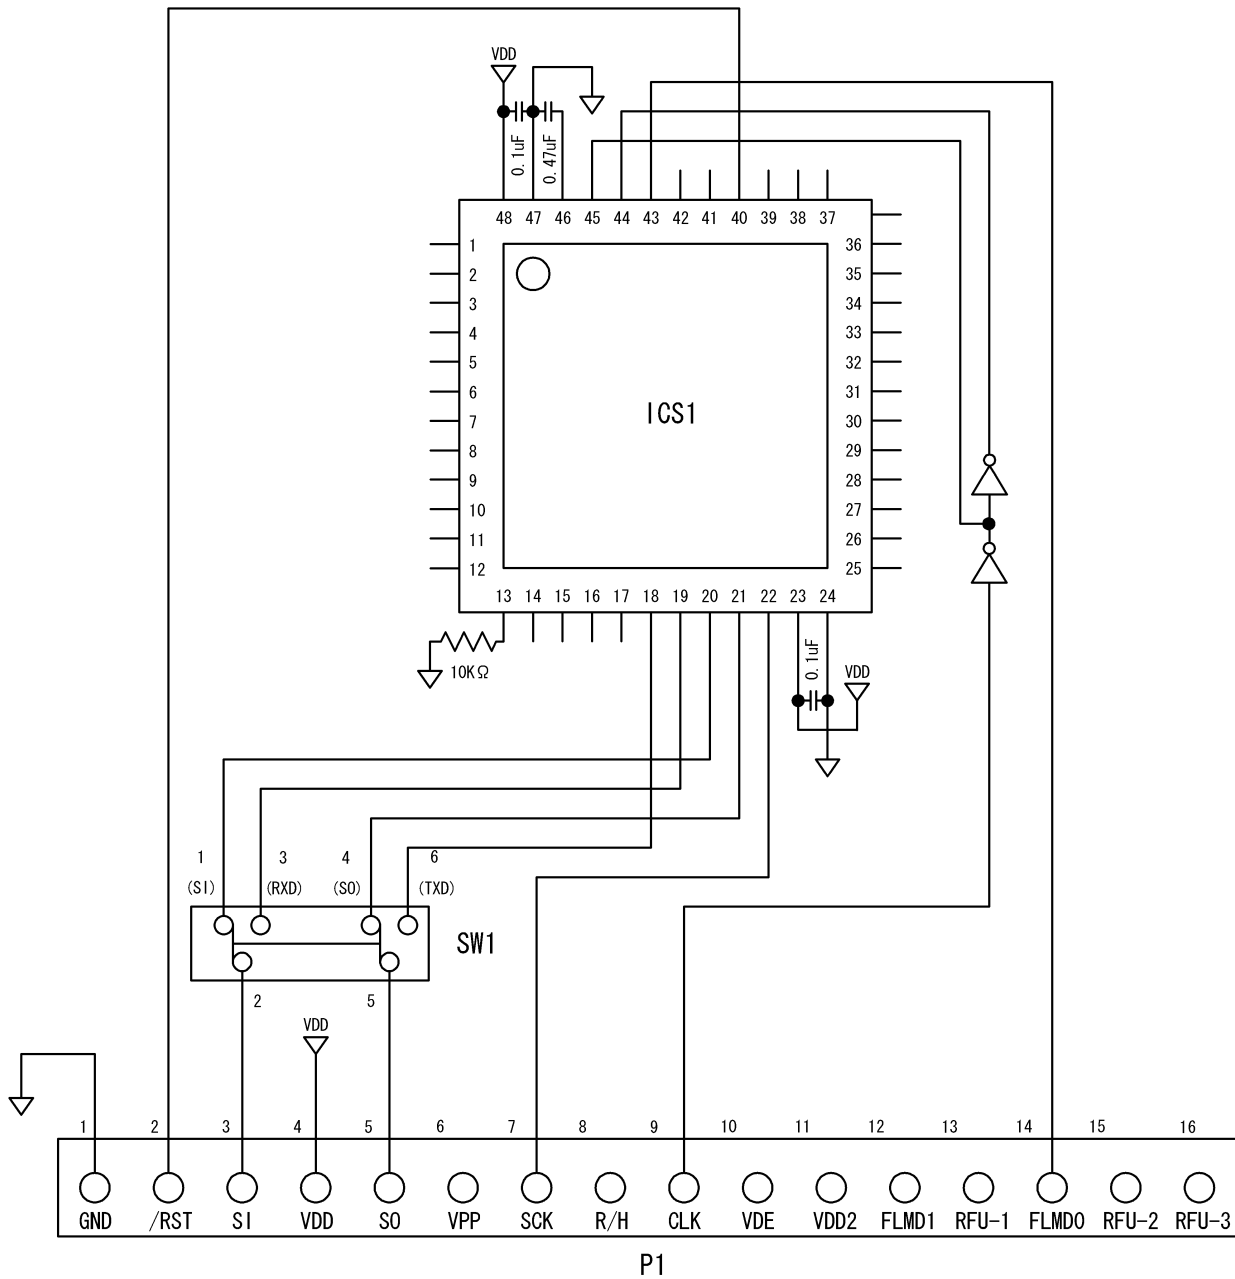 VDD
0.1uF
0.47uF
48 47 46 45 44 43 42 41 40 39 38 37
1 36
2 35
3 34
4 33
5 32
6 31
7 30
8 29
9 28
10 27
11 26
12 25
ICS1
13 14 15 16 17 18 19 20 21 22 23 24
10KΩ
0.1uF
VDD
1 3 4 6
(SI) (RXD) (SO) (TXD)
SW1
2 5
VDD
1 2 3 4 5 6 7 8 9 10 11 12 13 14 15 16
GND /RST SI VDD SO VPP SCK R/H CLK VDE VDD2 FLMD1 RFU-1 FLMD0 RFU-2 RFU-3
P1